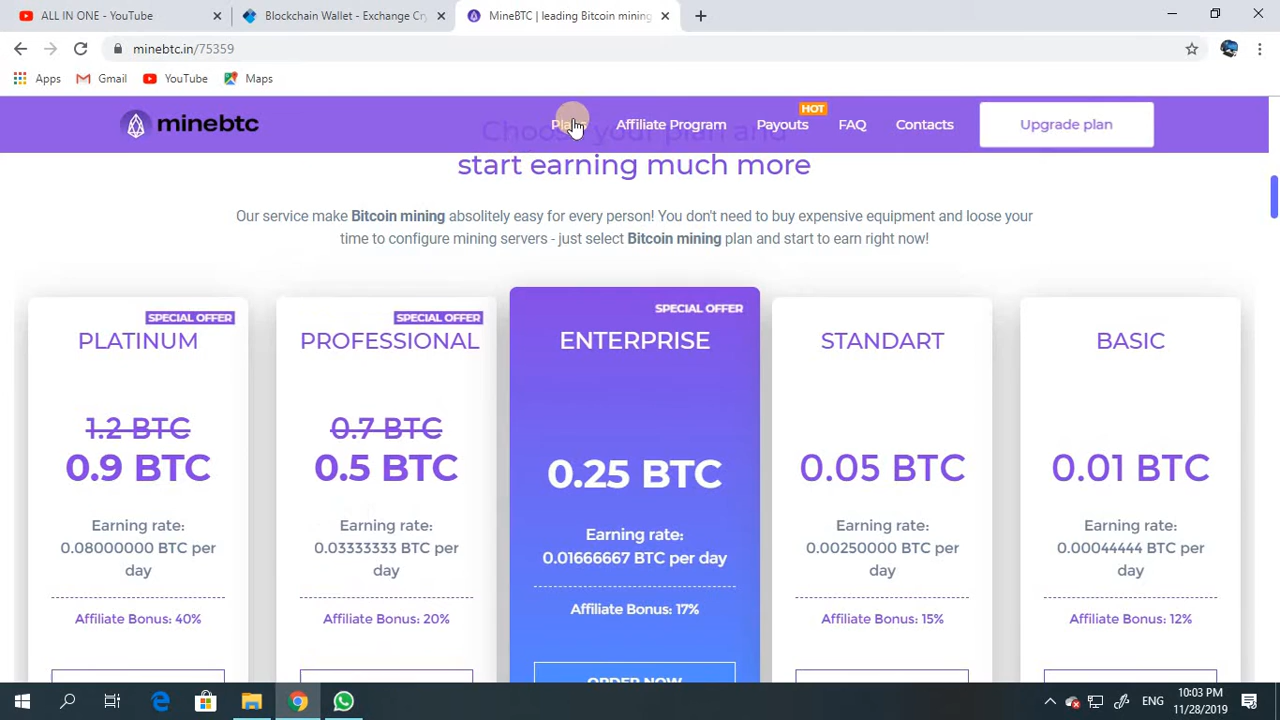 ALL IN ONE - YouTube
Blockchain Wallet - Exchange Cry
MineBTC | leading Bitcoin mining
minebtc.in/75359
Apps
Gmail
YouTube
Maps
minebtc
Affiliate Program
HOT
Payouts
FAQ
Contacts
Upgrade plan
Choose your plan and
start earning much more
Our service make Bitcoin mining absolitely easy for every person! You don't need to buy expensive equipment and loose your
time to configure mining servers - just select Bitcoin mining plan and start to earn right now!
SPECIAL OFFER
PLATINUM
1.2 BTC
0.9 BTC
Earning rate:
0.08000000 BTC per
day
Affiliate Bonus: 40%
SPECIAL OFFER
PROFESSIONAL
0.7 BTC
0.5 BTC
Earning rate:
0.03333333 BTC per
day
Affiliate Bonus: 20%
SPECIAL OFFER
ENTERPRISE
0.25 BTC
Earning rate:
0.01666667 BTC per day
Affiliate Bonus: 17%
ORDER NOW
STANDART
0.05 BTC
Earning rate:
0.00250000 BTC per
day
Affiliate Bonus: 15%
BASIC
0.01 BTC
Earning rate:
0.00044444 BTC per
day
Affiliate Bonus: 12%
ENG
10:03 PM
11/28/2019